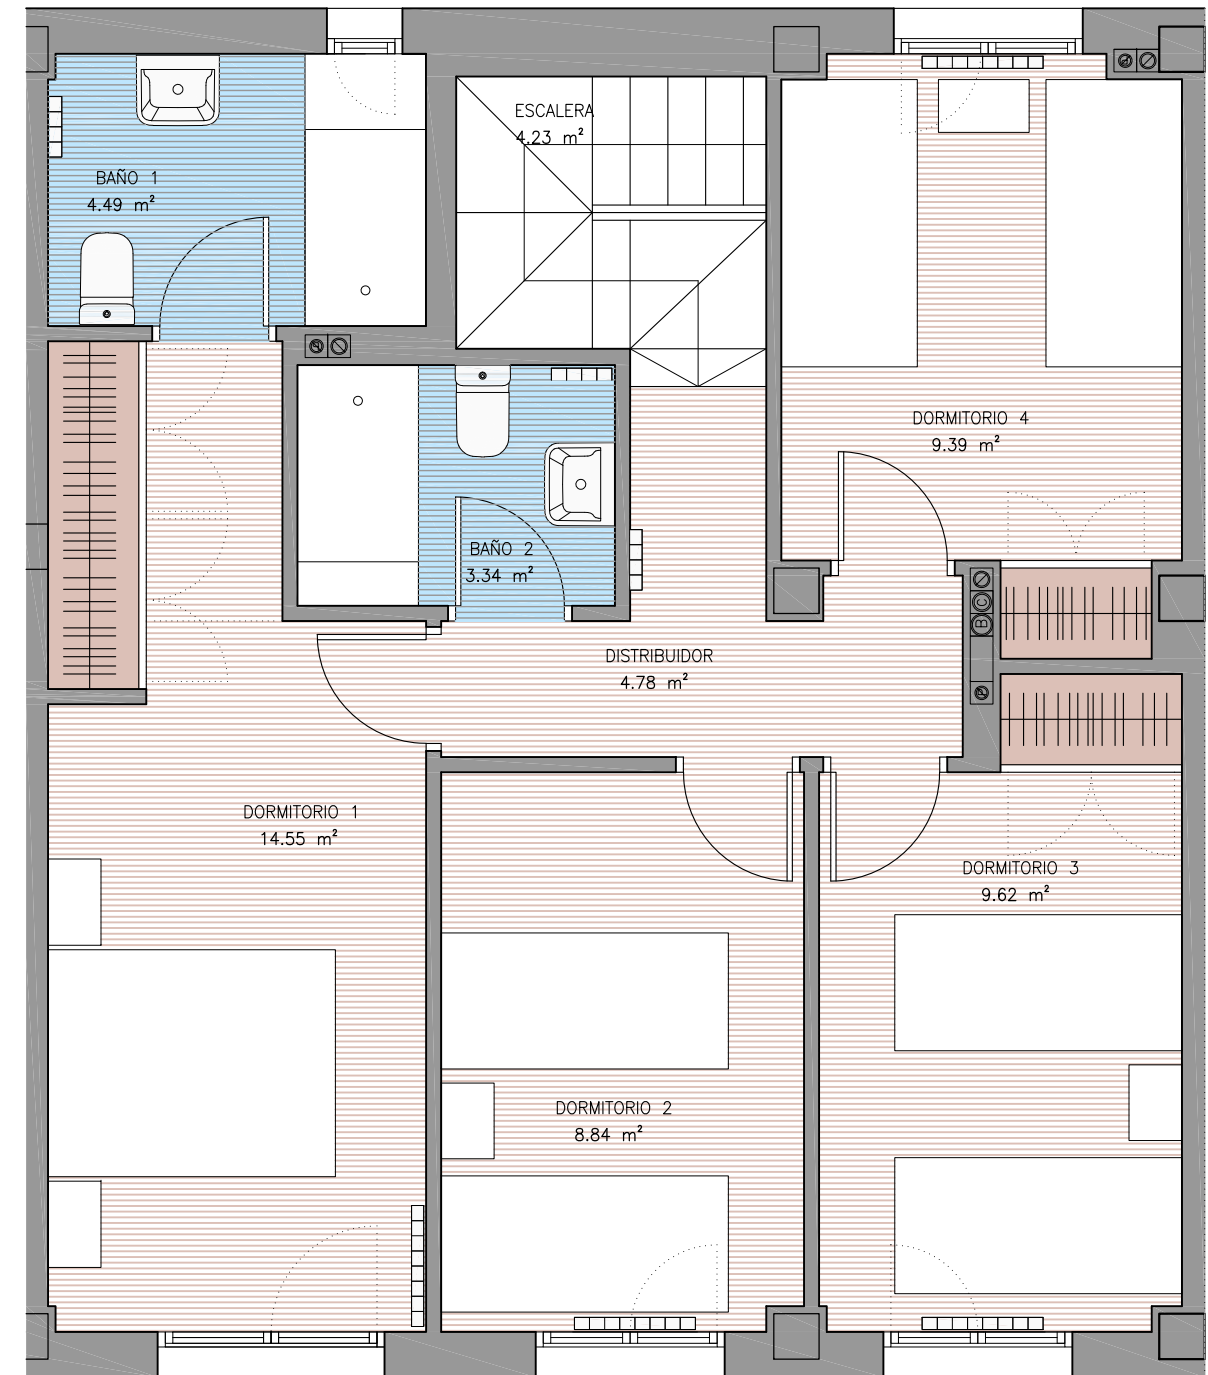 ESCALERA
4.23 m²
BAÑO 1
4.49 m²
DORMITORIO 4
9.39 m²
BAÑO 2
3.34 m²
C
B
DISTRIBUIDOR
4.78 m²
DORMITORIO 1
14.55 m²
DORMITORIO 3
9.62 m²
DORMITORIO 2
8.84 m²